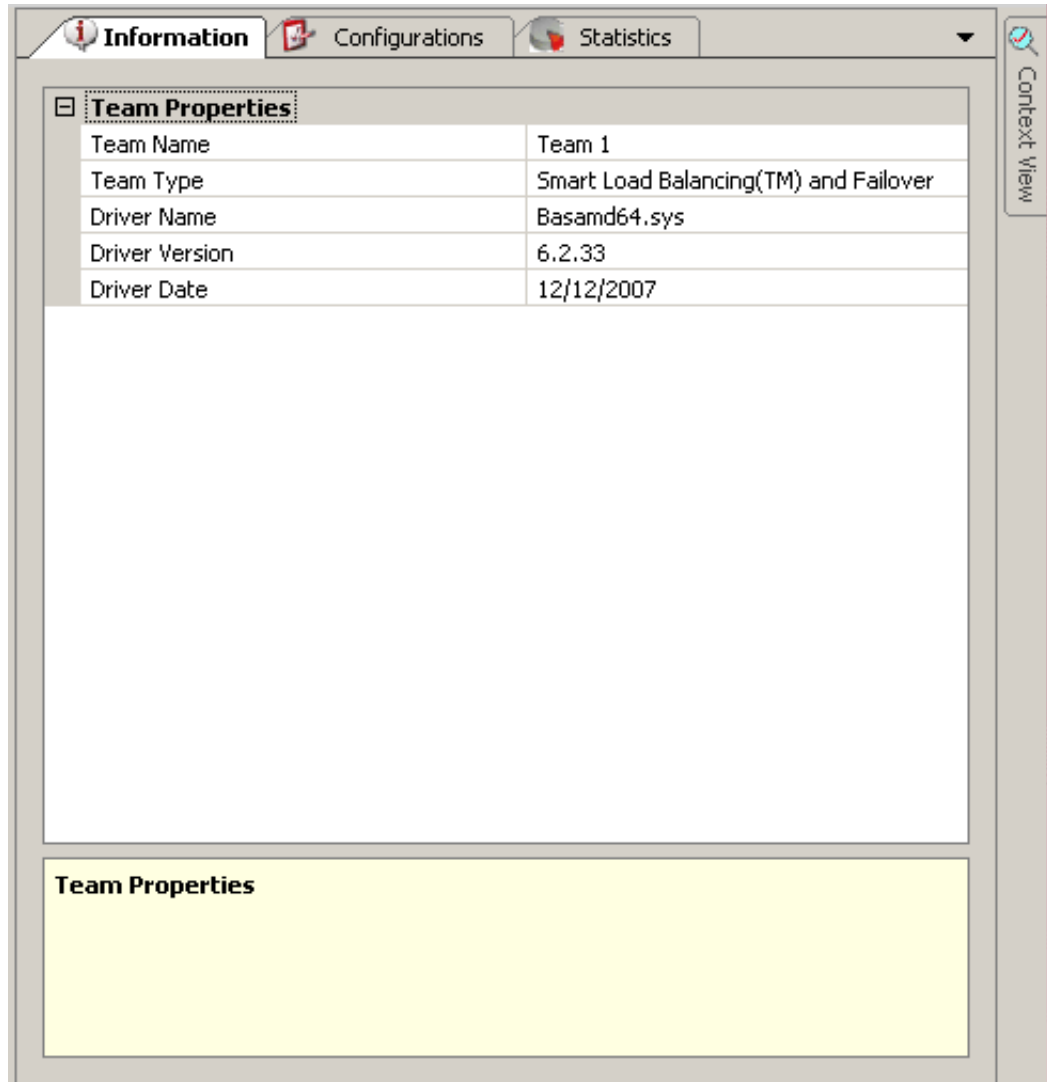 Information Configurations Statistics
Context View
Team Properties
Team Name Team 1
Team Type Smart Load Balancing(TM) and Failover
Driver Name Basamd64.sys
Driver Version 6.2.33
Driver Date 12/12/2007
Team Properties